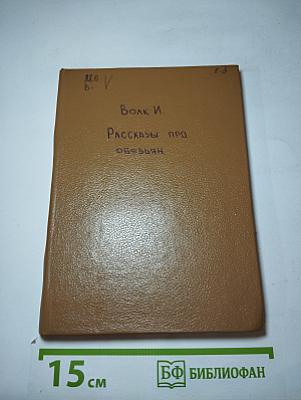 Волк И.
Рассказы про
обезьян
15 см
БФ БИБЛИОФАН